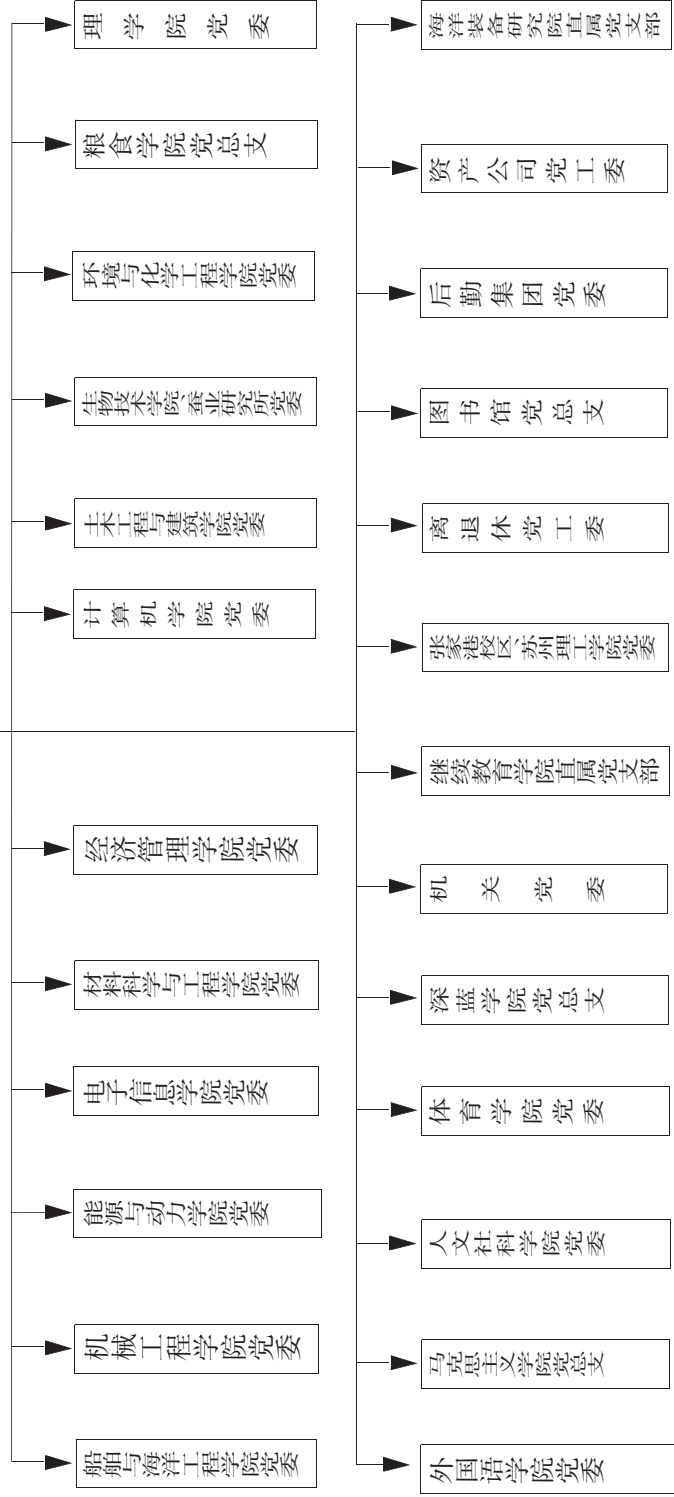 船舶与海洋工程学院党委
机械工程学院党委
能源与动力学院党委
电子信息学院党委
材料科学与工程学院党委
经济管理学院党委
计算机学院党委
土木工程与建筑学院党委
生物技术学院、蚕业研究所党委
环境与化学工程学院党委
粮食学院党总支
理学院党委
外国语学院党委
马克思主义学院党总支
人文社科学院党委
体育学院党委
深蓝学院党总支
机关党委
继续教育学院直属党支部
张家港校区、苏州理工学院党委
离退休党工委
图书馆党总支
后勤集团党委
资产公司党工委
海洋装备研究院直属党支部